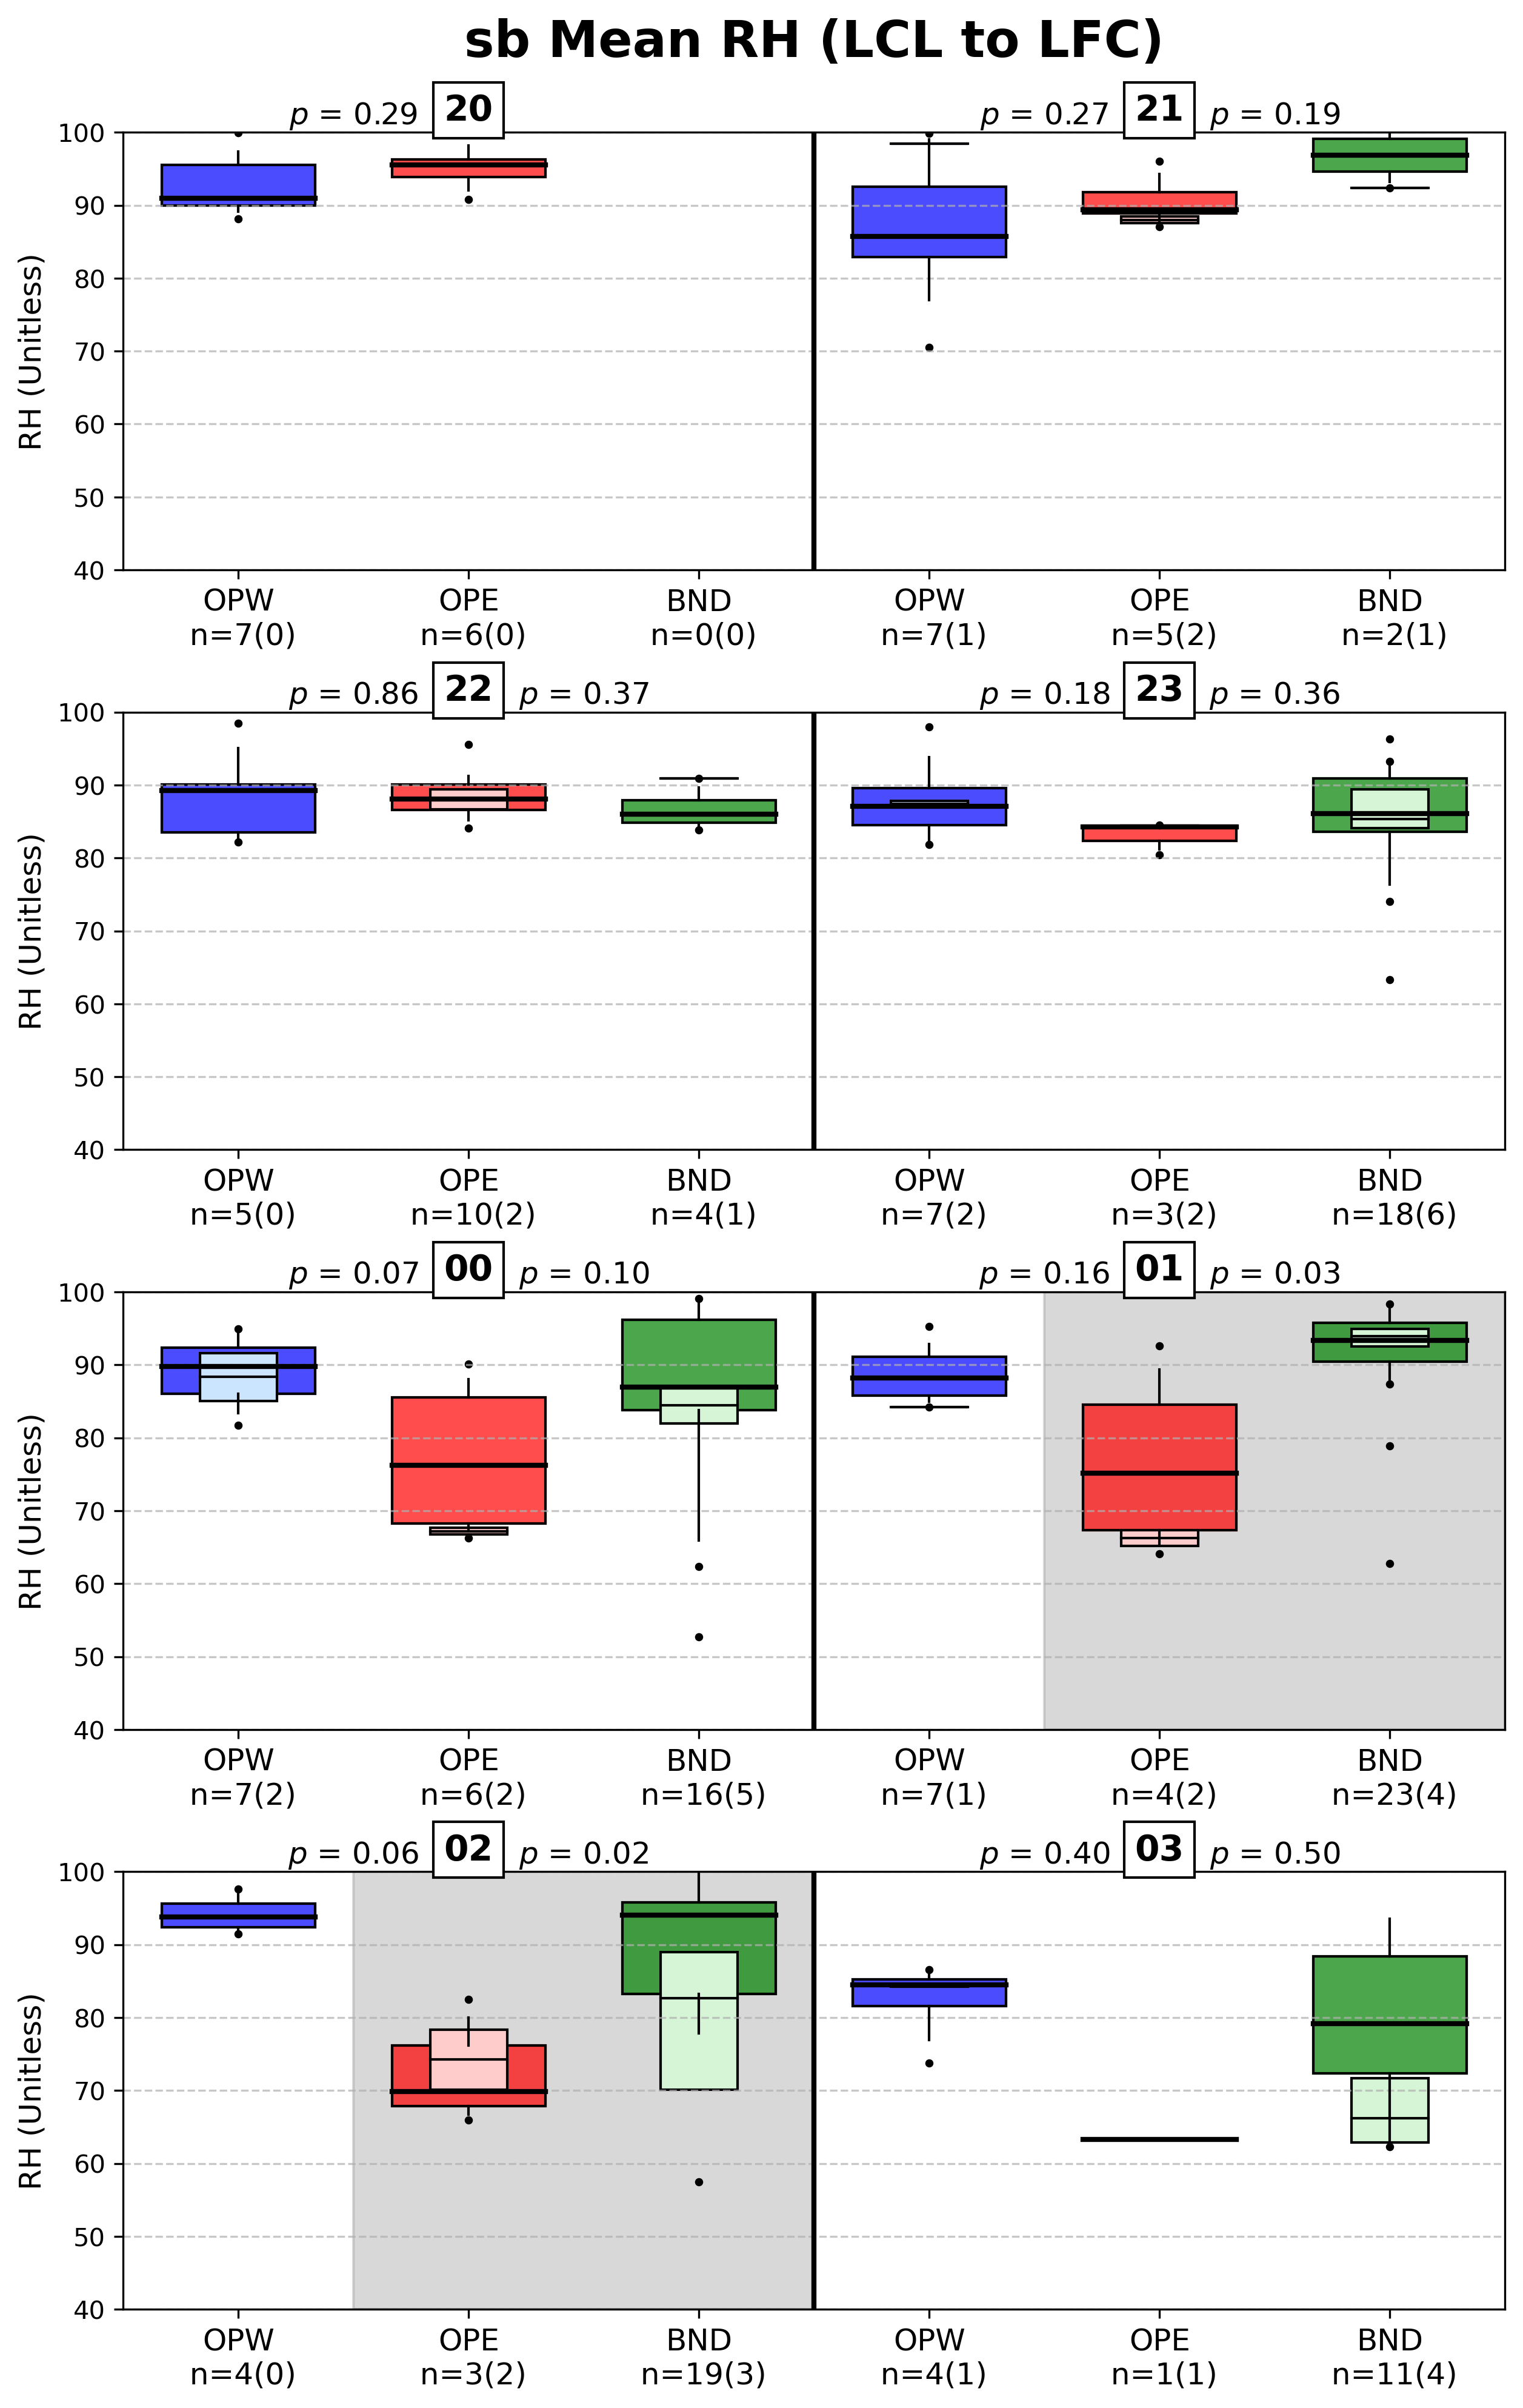 sb Mean RH (LCL to LFC)
p = 0.29 20 p = 0.27 21 p = 0.19
100
90
80
70
60
50
40
RH (Unitless)
OPW OPE BND OPW OPE BND
n=7(0) n=6(0) n=0(0) n=7(1) n=5(2) n=2(1)
p = 0.86 22 p = 0.37 p = 0.18 23 p = 0.36
100
90
80
70
60
50
40
RH (Unitless)
OPW OPE BND OPW OPE BND
n=5(0) n=10(2) n=4(1) n=7(2) n=3(2) n=18(6)
p = 0.07 00 p = 0.10 p = 0.16 01 p = 0.03
100
90
80
70
60
50
40
RH (Unitless)
OPW OPE BND OPW OPE BND
n=7(2) n=6(2) n=16(5) n=7(1) n=4(2) n=23(4)
p = 0.06 02 p = 0.02 p = 0.40 03 p = 0.50
100
90
80
70
60
50
40
RH (Unitless)
OPW OPE BND OPW OPE BND
n=4(0) n=3(2) n=19(3) n=4(1) n=1(1) n=11(4)